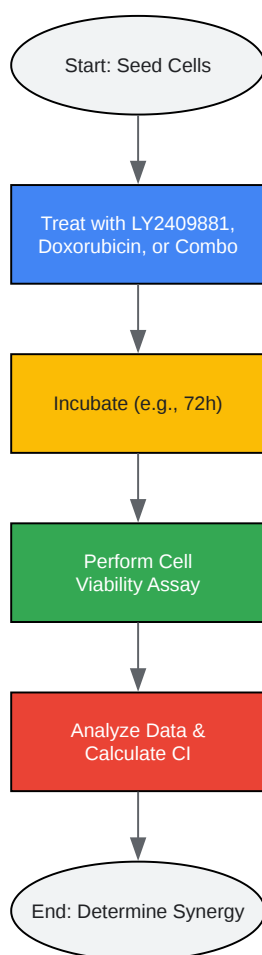 Start: Seed Cells
Treat with LY2409881,
Doxorubicin, or Combo
Incubate (e.g., 72h)
Perform Cell
Viability Assay
Analyze Data &
Calculate CI
End: Determine Synergy